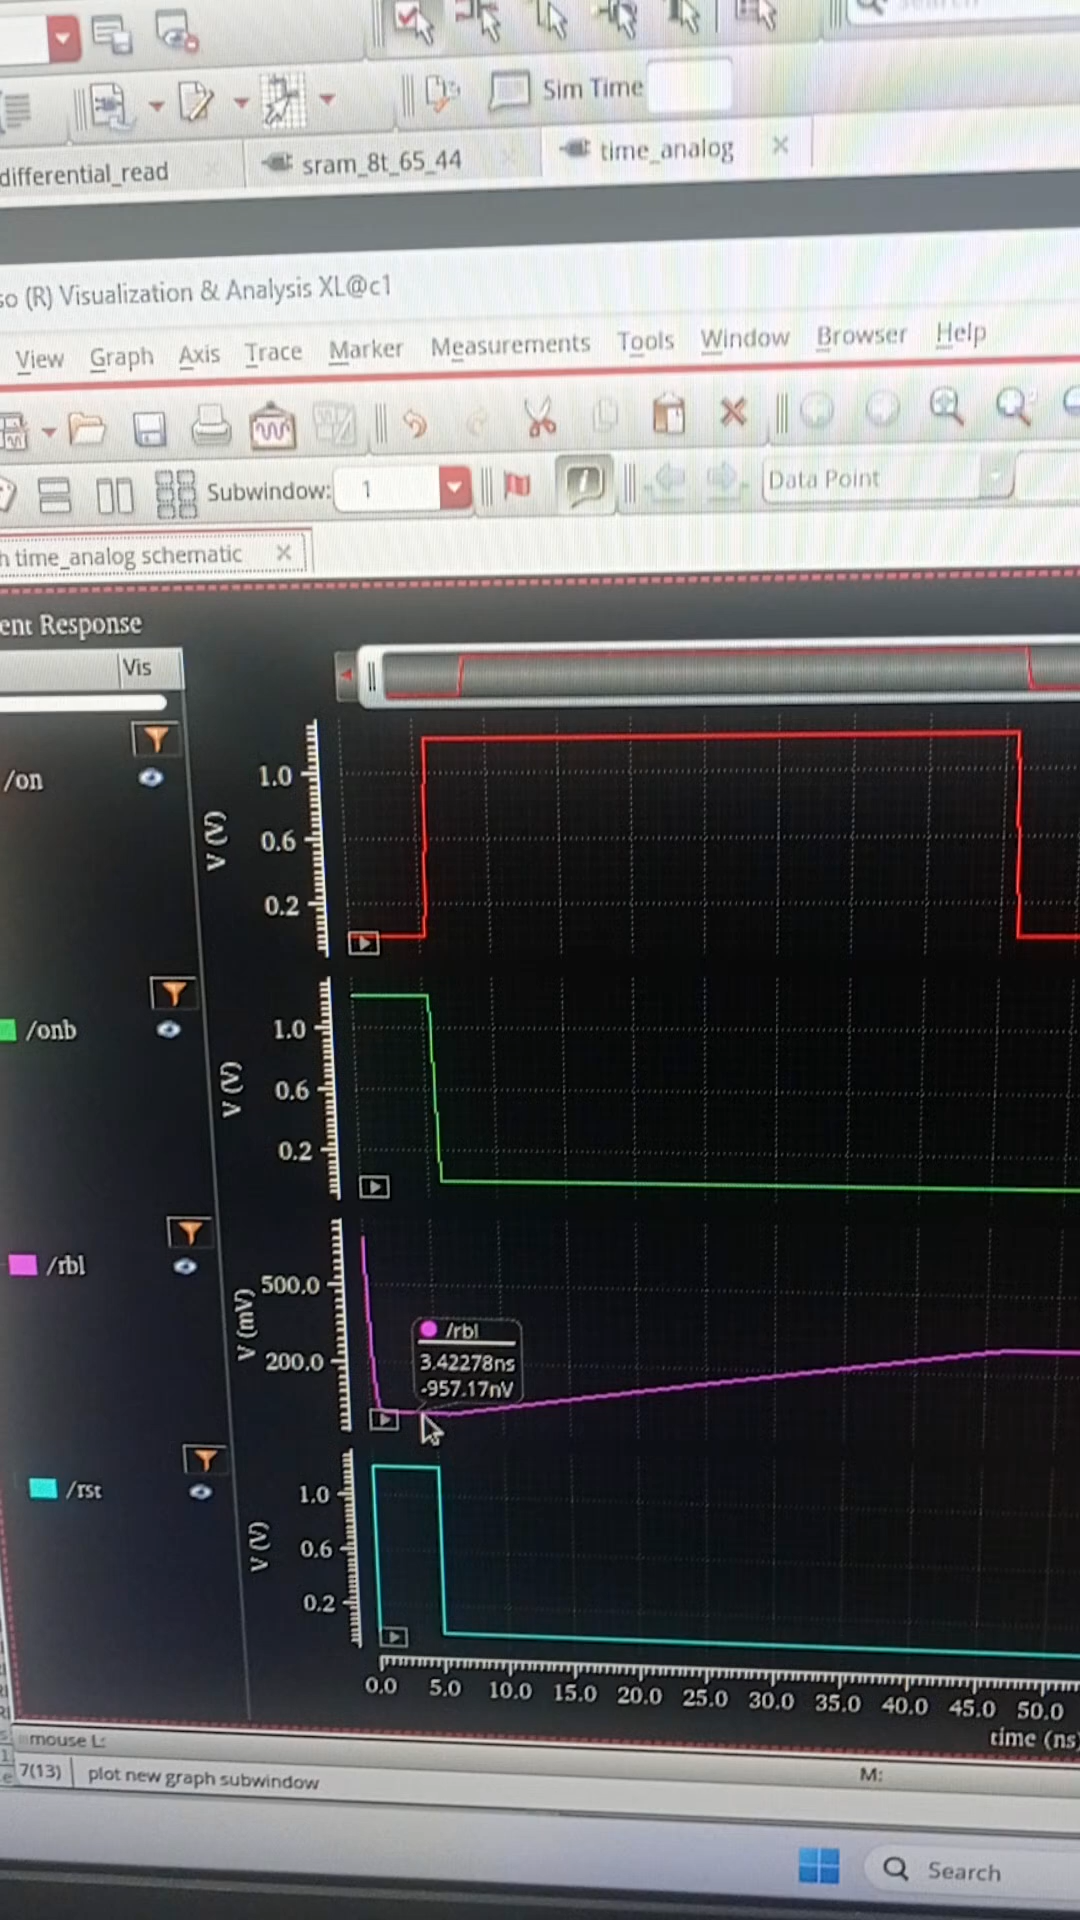 Sim Time
differential_read
sram_8t_65_44
time_analog
so (R) Visualization & Analysis XL@c1
View Graph Axis Trace Marker Measurements Tools Window Browser Help
Subwindow: 1
Data Point
time_analog schematic
ent Response
Vis
/on
V (V)
1.0
0.6
0.2
/onb
V (V)
1.0
0.6
0.2
/rbl
V (mV)
500.0
200.0
/rbl
3.42278ns
-957.17nV
/rst
V (V)
1.0
0.6
0.2
0.0 5.0 10.0 15.0 20.0 25.0 30.0 35.0 40.0 45.0 50.0
time (ns)
mouse L:
M:
7(13) plot new graph subwindow
Search